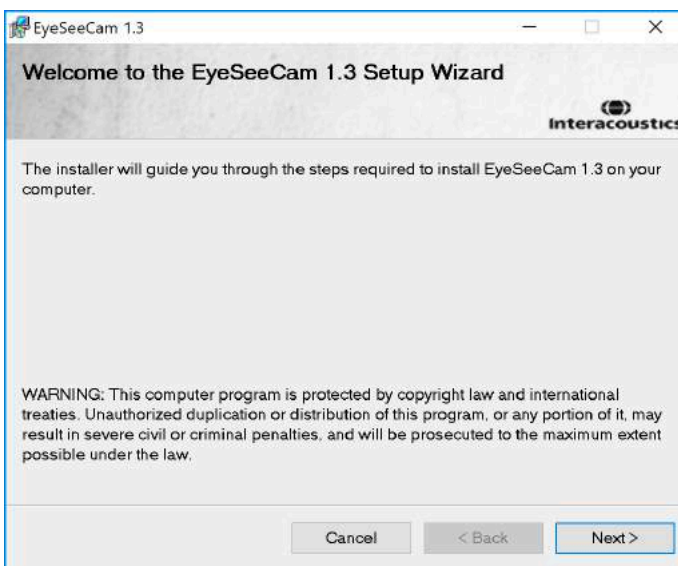 EyeSeeCam 1.3
Welcome to the EyeSeeCam 1.3 Setup Wizard
Interacoustics
The installer will guide you through the steps required to install EyeSeeCam 1.3 on your
computer.
WARNING: This computer program is protected by copyright law and international
treaties. Unauthorized duplication or distribution of this program, or any portion of it, may
result in severe civil or criminal penalties, and will be prosecuted to the maximum extent
possible under the law.
Cancel
< Back
Next >